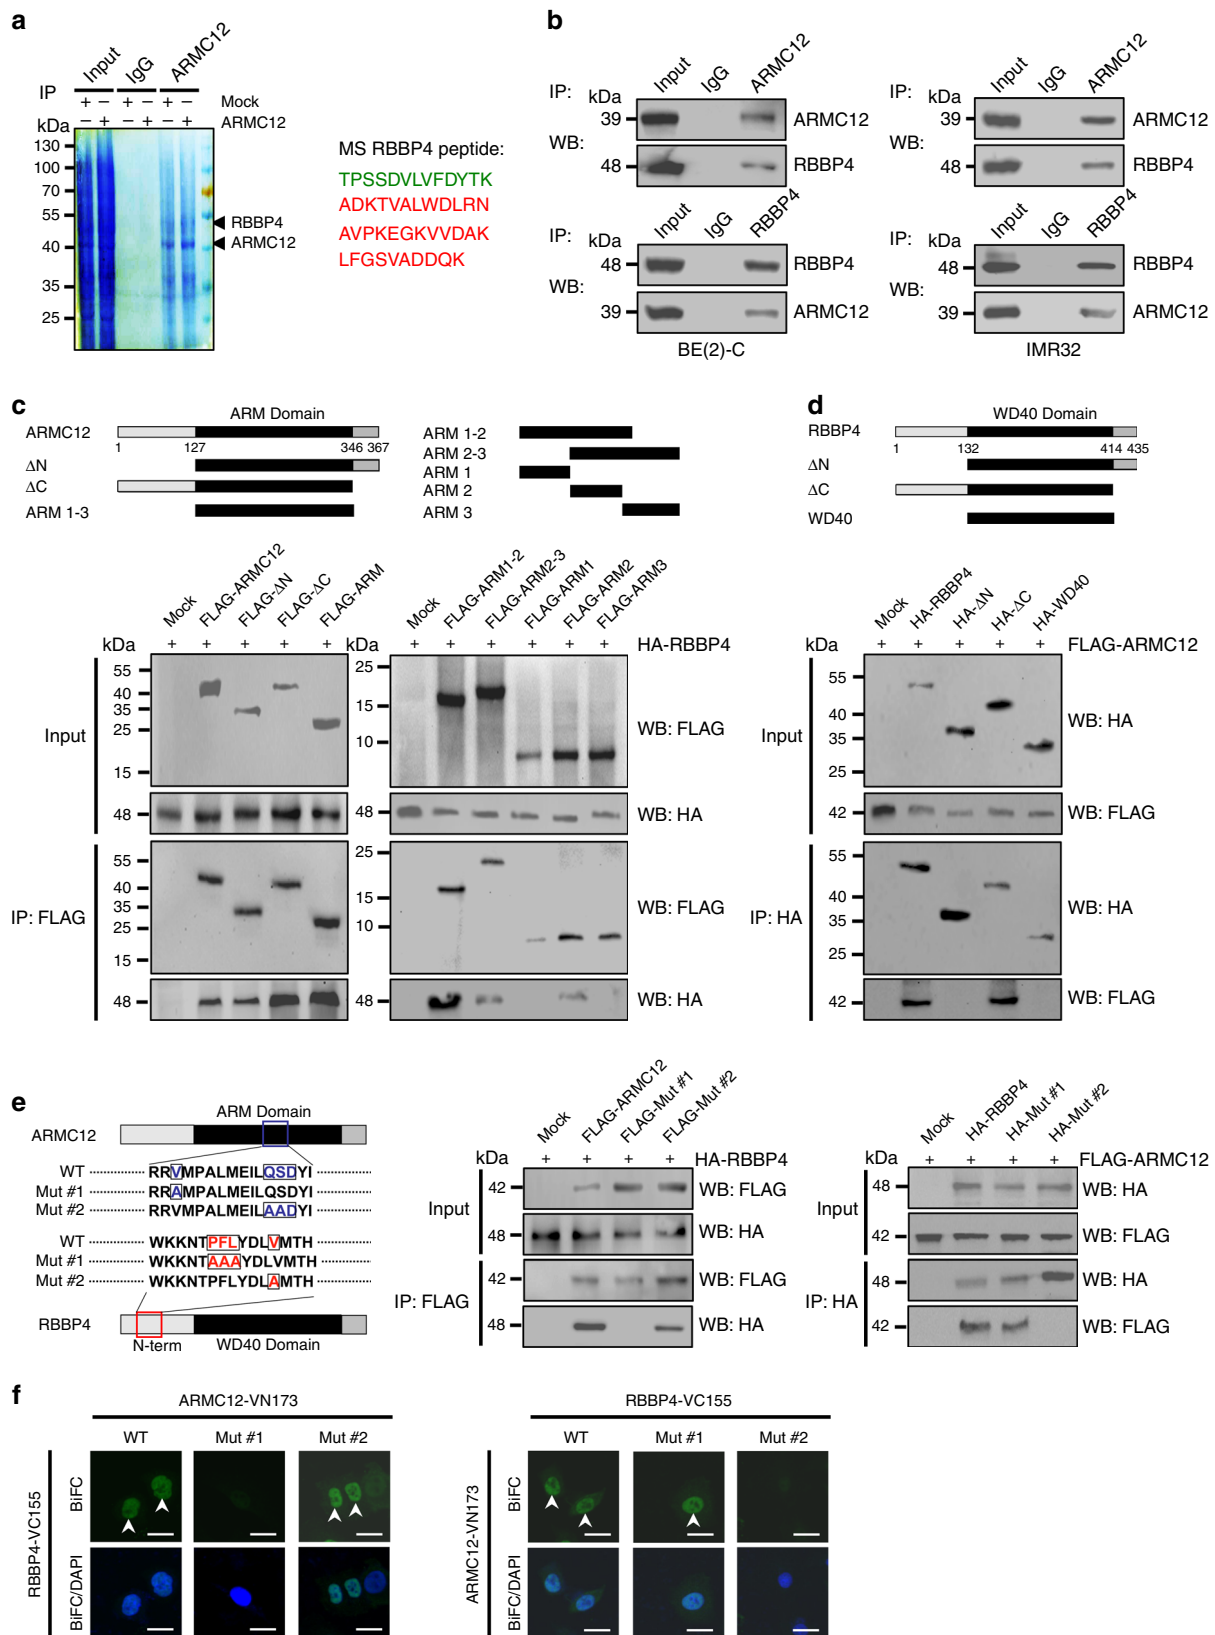 a
Input IgG ARMC12
IP
+ − + − + − Mock
kDa − + − + − + ARMC12
130
100
70
55
40
35
25
RBBP4
ARMC12
MS RBBP4 peptide:
TPSSDVLVFDYTK
ADKTVALWDLRN
AVPKEGKVVDAK
LFGSVADDQK
b
IP: kDa Input IgG ARMC12
39 ARMC12
WB:
48 RBBP4
IP: kDa Input IgG RBBP4
48 RBBP4
WB:
39 ARMC12
BE(2)-C
IP: kDa Input IgG ARMC12
39 ARMC12
WB:
48 RBBP4
IP: kDa Input IgG RBBP4
48 RBBP4
WB:
39 ARMC12
IMR32
c
ARM Domain
ARMC12
1 127 346 367
ΔN
ΔC
ARM 1-3
ARM 1-2
ARM 2-3
ARM 1
ARM 2
ARM 3
Mock FLAG-ARMC12 FLAG-ΔN FLAG-ΔC FLAG-ARM
kDa + + + + +
Mock FLAG-ARM1-2 FLAG-ARM2-3 FLAG-ARM1 FLAG-ARM2 FLAG-ARM3
kDa + + + + + + HA-RBBP4
Input
55
40
35
25
15
25
15
10
WB: FLAG
48 48 WB: HA
IP: FLAG
55
40
35
25
15
25
15
10
WB: FLAG
48 48 WB: HA
d
WD40 Domain
RBBP4
1 132 414 435
ΔN
ΔC
WD40
Mock HA-RBBP4 HA-ΔN HA-ΔC HA-WD40
kDa + + + + + FLAG-ARMC12
Input
55
40
35
25
WB: HA
42 WB: FLAG
IP: HA
55
40
35
25
WB: HA
42 WB: FLAG
e
ARM Domain
ARMC12
WT RRVMPALMEILQSDYI
Mut #1 RRAMPALMEILQSDYI
Mut #2 RRVMPALMEILAADYI
WT WKKNTPFLYDLVMTH
Mut #1 WKKNTAAAYDLVMTH
Mut #2 WKKNTPFLYDLAMTH
RBBP4
N-term WD40 Domain
Mock FLAG-ARMC12 FLAG-Mut #1 FLAG-Mut #2
kDa + + + + HA-RBBP4
Input
42 WB: FLAG
48 WB: HA
IP: FLAG
42 WB: FLAG
48 WB: HA
Mock HA-RBBP4 HA-Mut #1 HA-Mut #2
kDa + + + + FLAG-ARMC12
Input
48 WB: HA
42 WB: FLAG
IP: HA
48 WB: HA
42 WB: FLAG
f
ARMC12-VN173
WT Mut #1 Mut #2
RBBP4-VC155
BiFC
BiFC/DAPI
RBBP4-VC155
WT Mut #1 Mut #2
ARMC12-VN173
BiFC
BiFC/DAPI